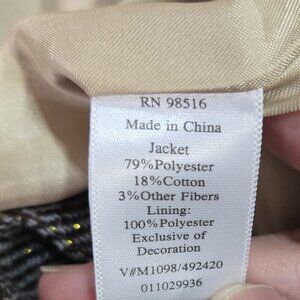 RN 98516
Made in China
Jacket
79%Polyester
18%Cotton
3%Other Fibers
Lining:
100%Polyester
Exclusive of
Decoration
V#M1098/492420
011029936